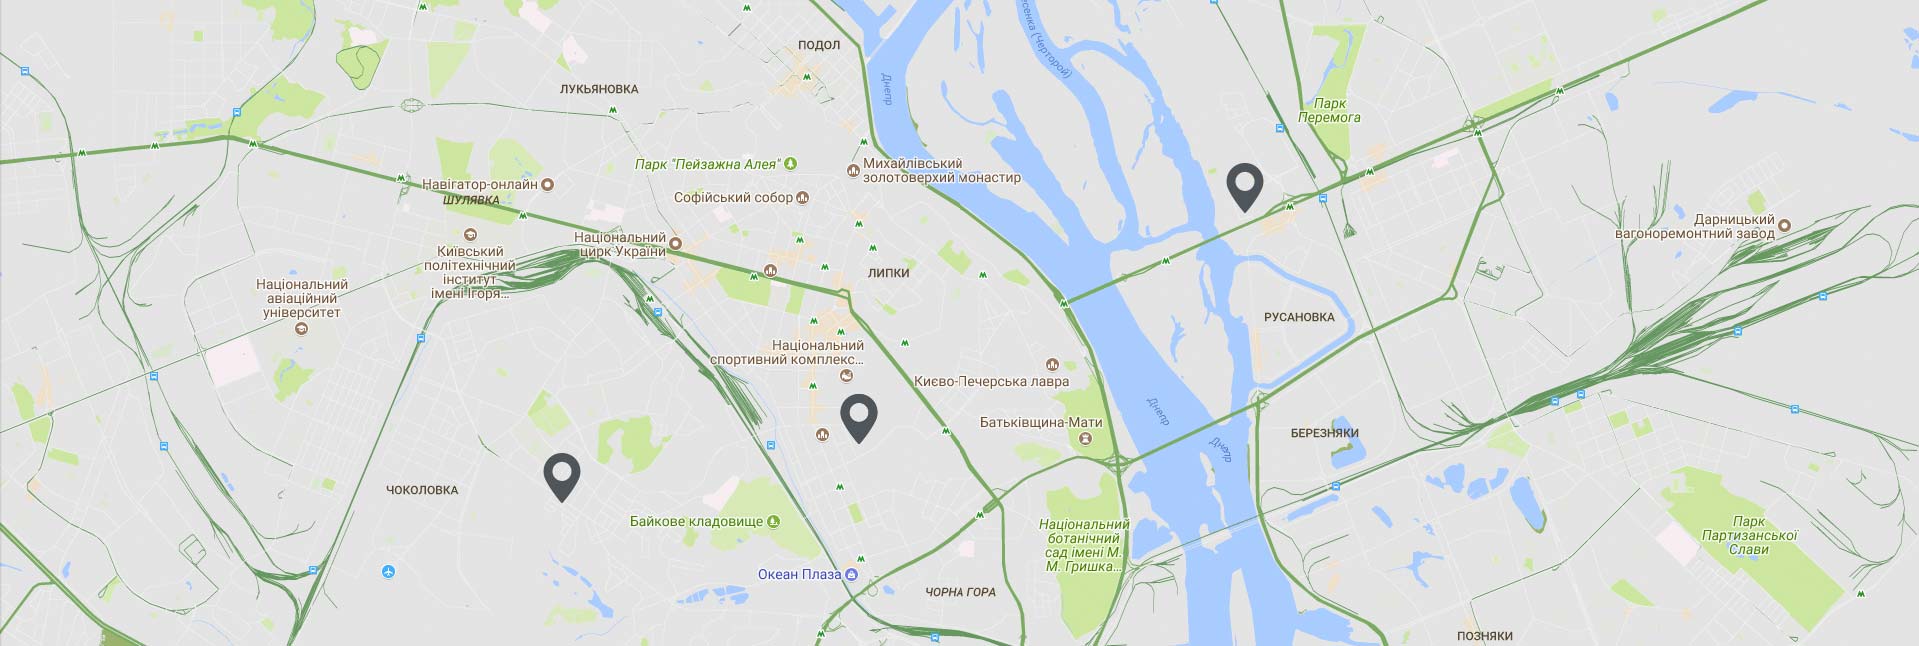 ПОДОЛ
Днепр
есенка (Черторой)
ЛУКЬЯНОВКА
Парк
Перемога
Парк "Пейзажна Алея"
Михайлівський
золотоверхий монастир
Навігатор-онлайн
ШУЛЯВКА
Софійський собор
Національний
цирк України
Київський
політехнічний
інститут
імені Ігоря...
Дарницький
вагоноремонтний завод
ЛИПКИ
Національний
авіаційний
університет
РУСАНОВКА
Національний
спортивний комплекс...
Києво-Печерська лавра
Батьківщина-Мати
Днепр
Днепр
БЕРЕЗНЯКИ
ЧОКОЛОВКА
Байкове кладовище
Національний
ботанічний
сад імені М.
М. Гришка...
Парк
Партизанської
Слави
Океан Плаза
ЧОРНА ГОРА
ПОЗНЯКИ